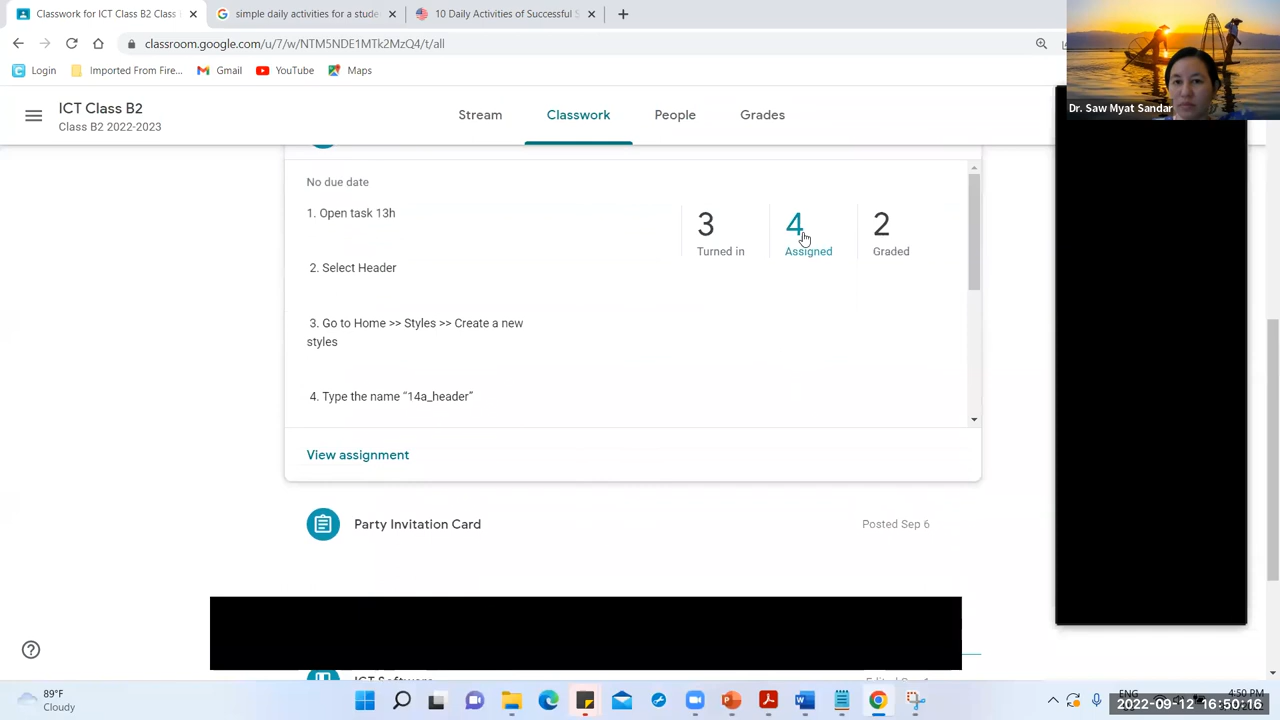 Classwork for ICT Class B2 Class
simple daily activities for a stude
10 Daily Activities of Successful S
classroom.google.com/u/7/w/NTM5NDE1MTk2MzQ4/t/all
Login
Imported From Fire...
Gmail
YouTube
Maps
Dr. Saw Myat Sandar
ICT Class B2
Class B2 2022-2023
Stream
Classwork
People
Grades
No due date
1. Open task 13h
2. Select Header
3. Go to Home >> Styles >> Create a new
styles
4. Type the name “14a_header”
3
Turned in
4
Assigned
2
Graded
View assignment
Party Invitation Card
Posted Sep 6
89°F
Cloudy
ENG
4:50 PM
2022-09-12 16:50:16